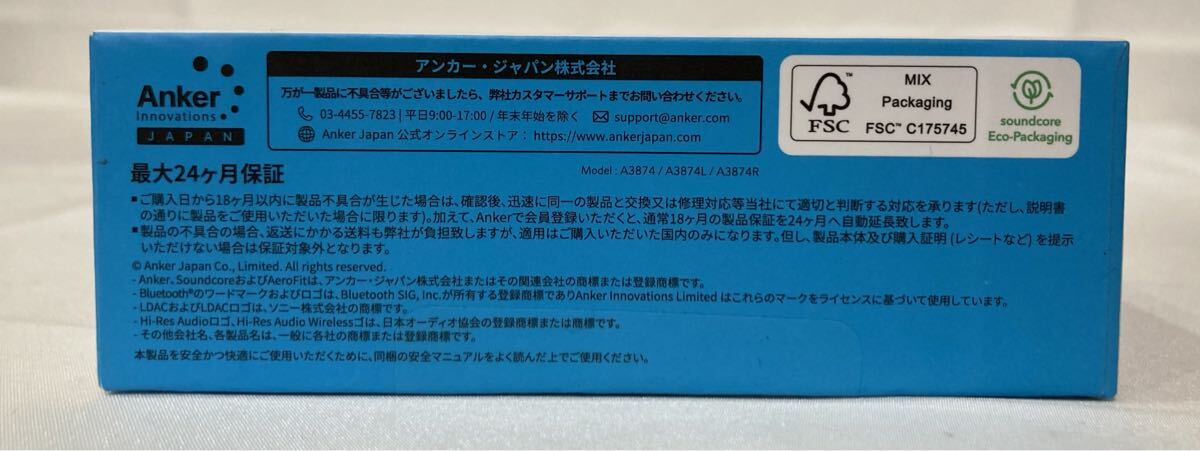 Anker
Innovations
JAPAN
アンカー・ジャパン株式会社
万が一製品に不具合等がございましたら、弊社カスタマーサポートまでお問い合わせください。
03-4455-7823 | 平日9:00-17:00 / 年末年始を除く support@anker.com
Anker Japan 公式オンラインストア : https://www.ankerjapan.com
FSC™
MIX
Packaging
FSC™ C175745
soundcore
Eco-Packaging
最大24ヶ月保証
Model : A3874 / A3874L / A3874R
■ご購入日から18ヶ月以内に製品不具合が生じた場合は、確認後、迅速に同一の製品と交換又は修理対応等当社にて適切と判断する対応を承ります(ただし、説明書
の通りに製品をご使用いただいた場合に限ります)。加えて、Ankerで会員登録いただくと、通常18ヶ月の製品保証を24ヶ月へ自動延長致します。
■製品の不具合の場合、返送にかかる送料も弊社が負担致しますが、適用はご購入いただいた国内のみになります。但し、製品本体及び購入証明 (レシートなど) を提示
いただけない場合は保証対象外となります。
© Anker Japan Co., Limited. All rights reserved.
- Anker、SoundcoreおよびAeroFitは、アンカー・ジャパン株式会社またはその関連会社の商標または登録商標です。
- Bluetooth®のワードマークおよびロゴは、Bluetooth SIG, Inc.が所有する登録商標でありAnker Innovations Limited はこれらのマークをライセンスに基づいて使用しています。
- LDACおよびLDACロゴは、ソニー株式会社の商標です。
- Hi-Res Audioロゴ、Hi-Res Audio Wirelessゴは、日本オーディオ協会の登録商標または商標です。
- その他会社名、各製品名は、一般に各社の商標または登録商標です。
本製品を安全かつ快適にご使用いただくために、同梱の安全マニュアルをよく読んだ上でご使用ください。